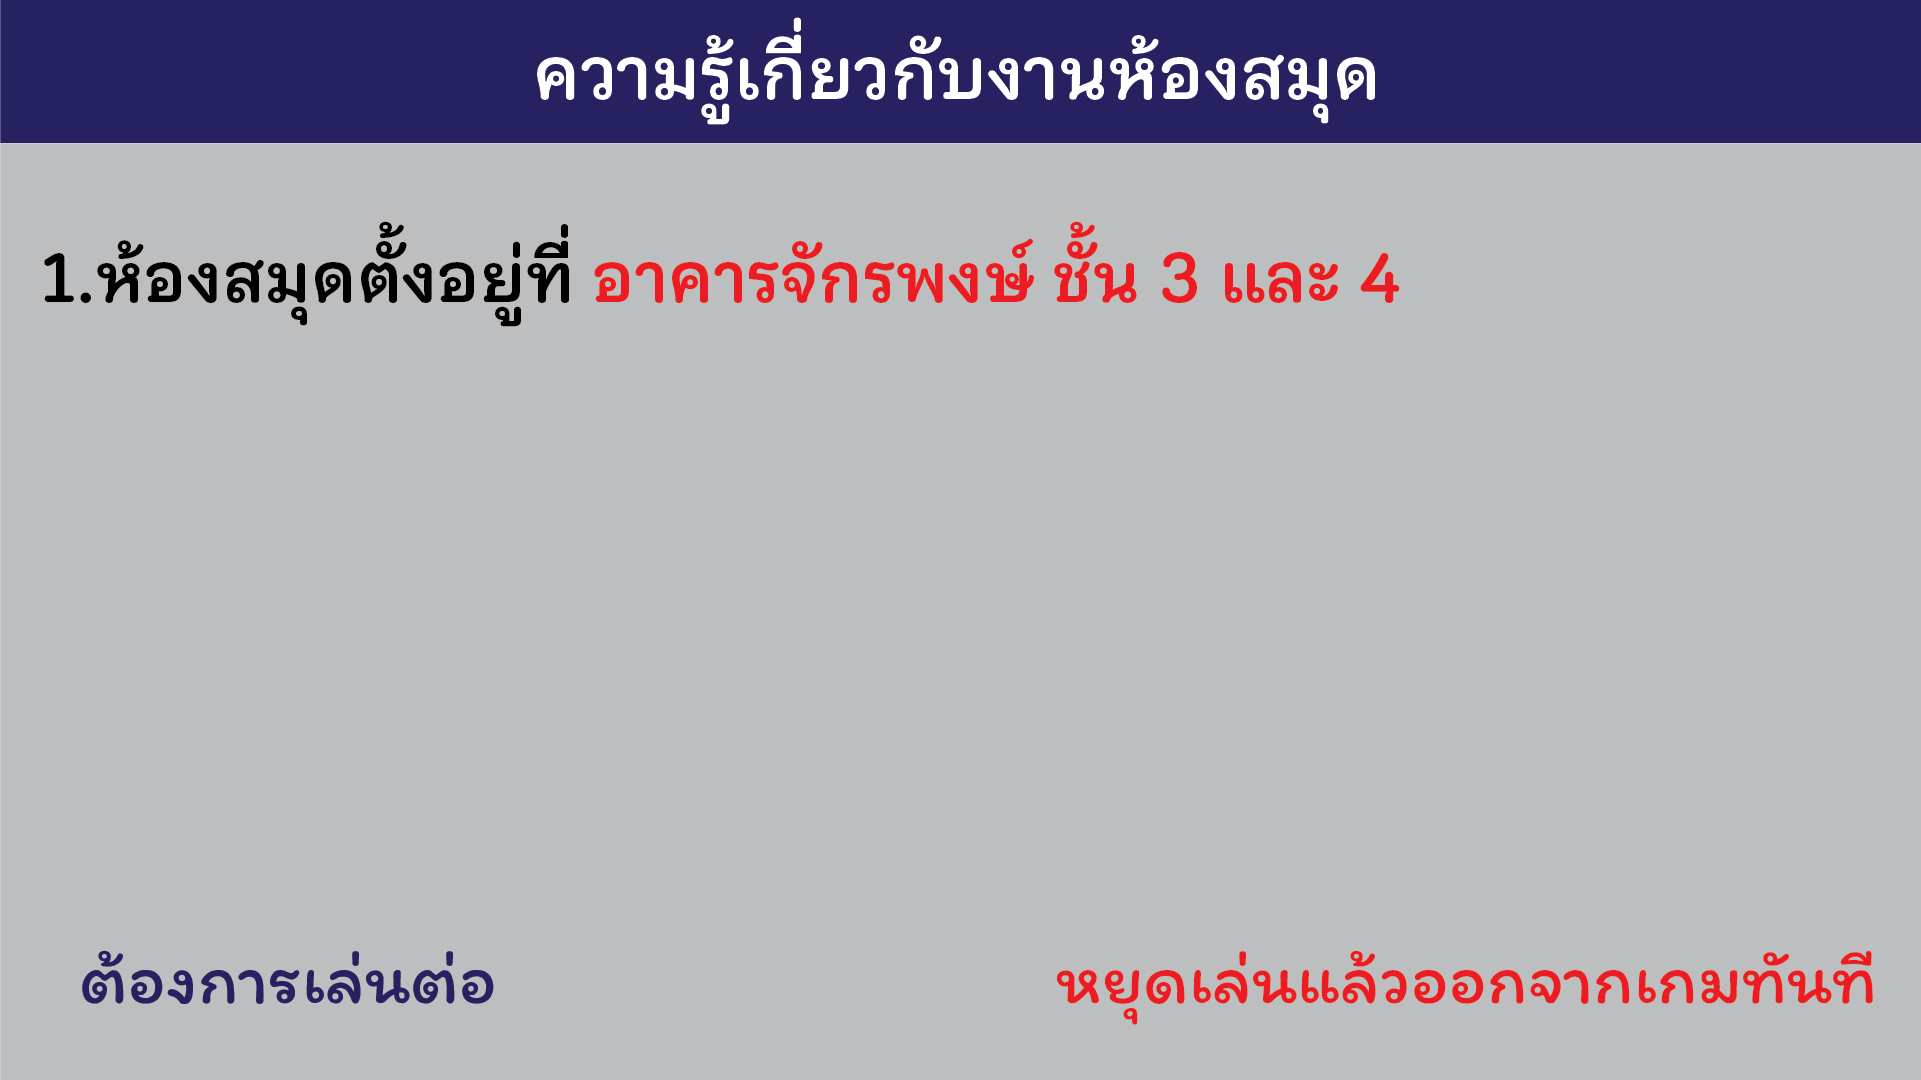 ความรู้เกี่ยวกับงานห้องสมุด
1.ห้องสมุดตั้งอยู่ที่ อาคารจักรพงษ์ ชั้น 3 และ 4
ต้องการเล่นต่อ
หยุดเล่นแล้วออกจากเกมทันที